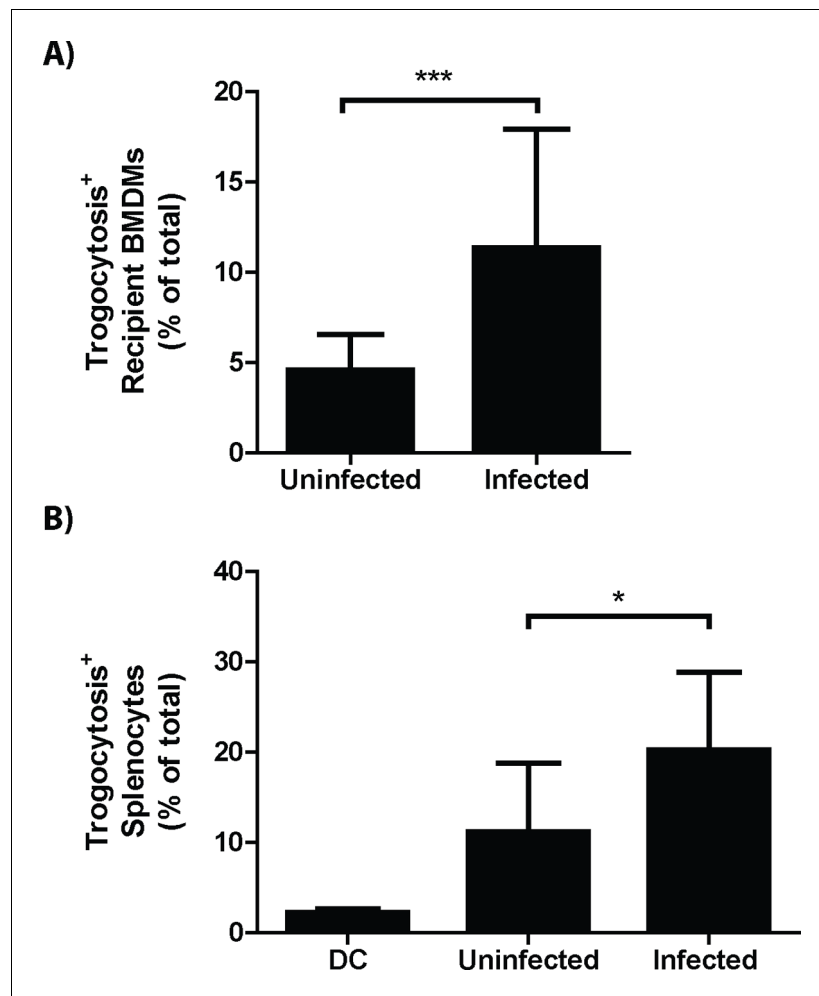 A)
***
20
15
10
5
0
Trogocytosis⁺
Recipient BMDMs
(% of total)
Uninfected Infected
B)
*
40
30
20
10
0
Trogocytosis⁺
Splenocytes
(% of total)
DC Uninfected Infected